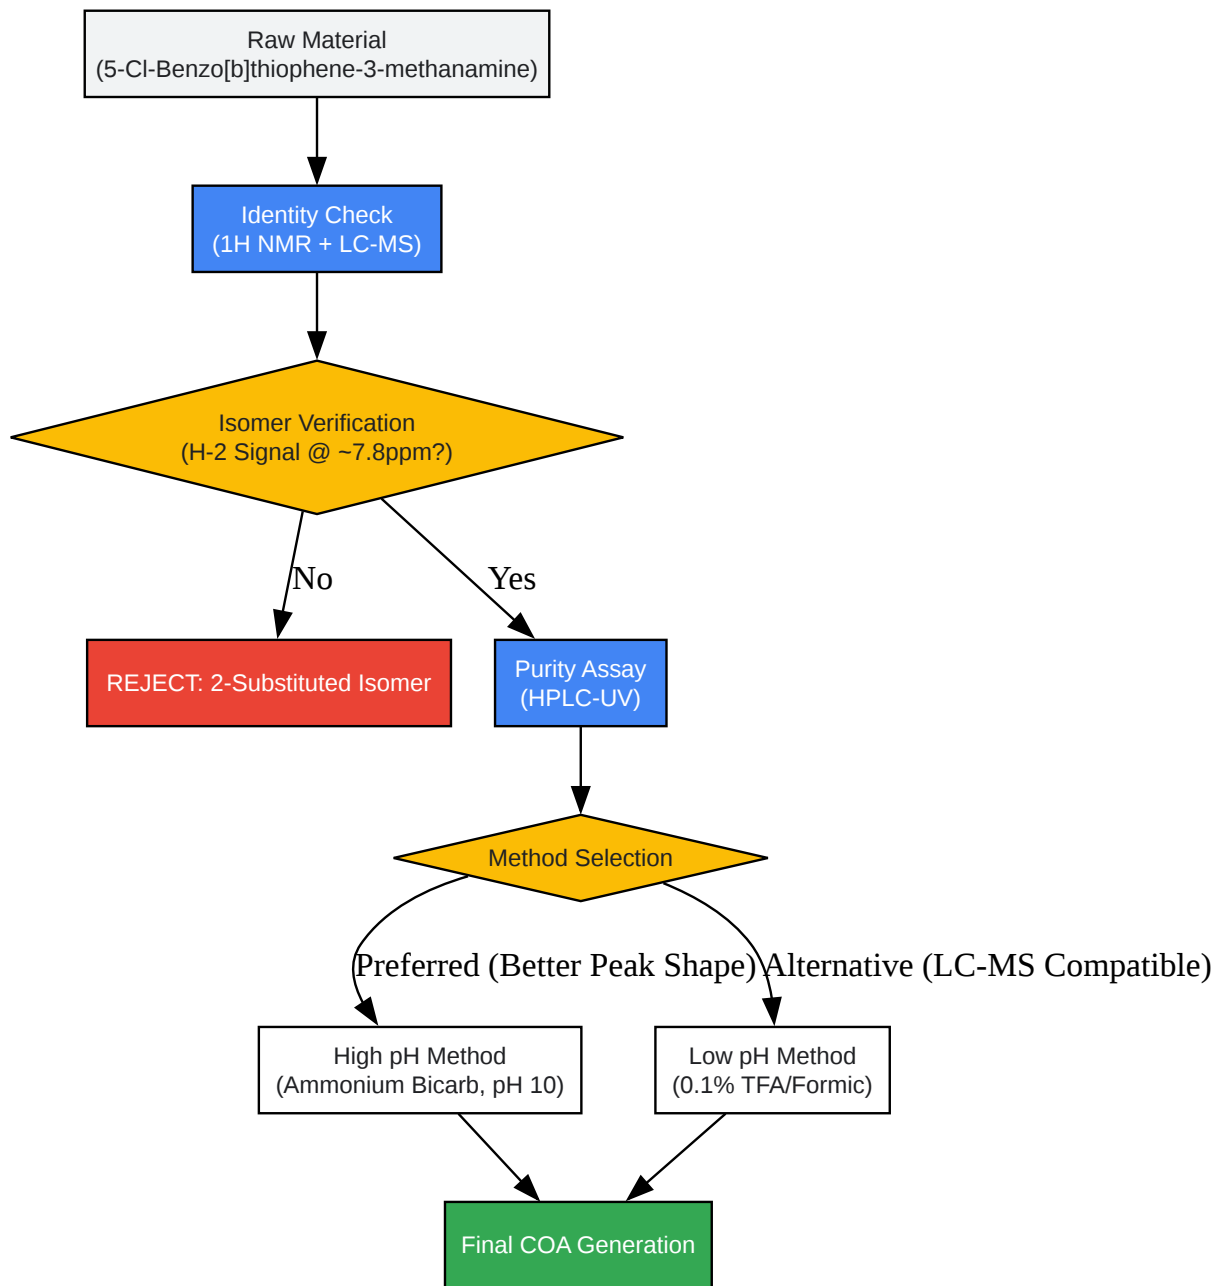 Raw Material
(5-Cl-Benzo[b]thiophene-3-methanamine)
Identity Check
(1H NMR + LC-MS)
Isomer Verification
(H-2 Signal @ ~7.8ppm?)
No
Yes
REJECT: 2-Substituted Isomer
Purity Assay
(HPLC-UV)
Method Selection
Preferred (Better Peak Shape)
Alternative (LC-MS Compatible)
High pH Method
(Ammonium Bicarb, pH 10)
Low pH Method
(0.1% TFA/Formic)
Final COA Generation